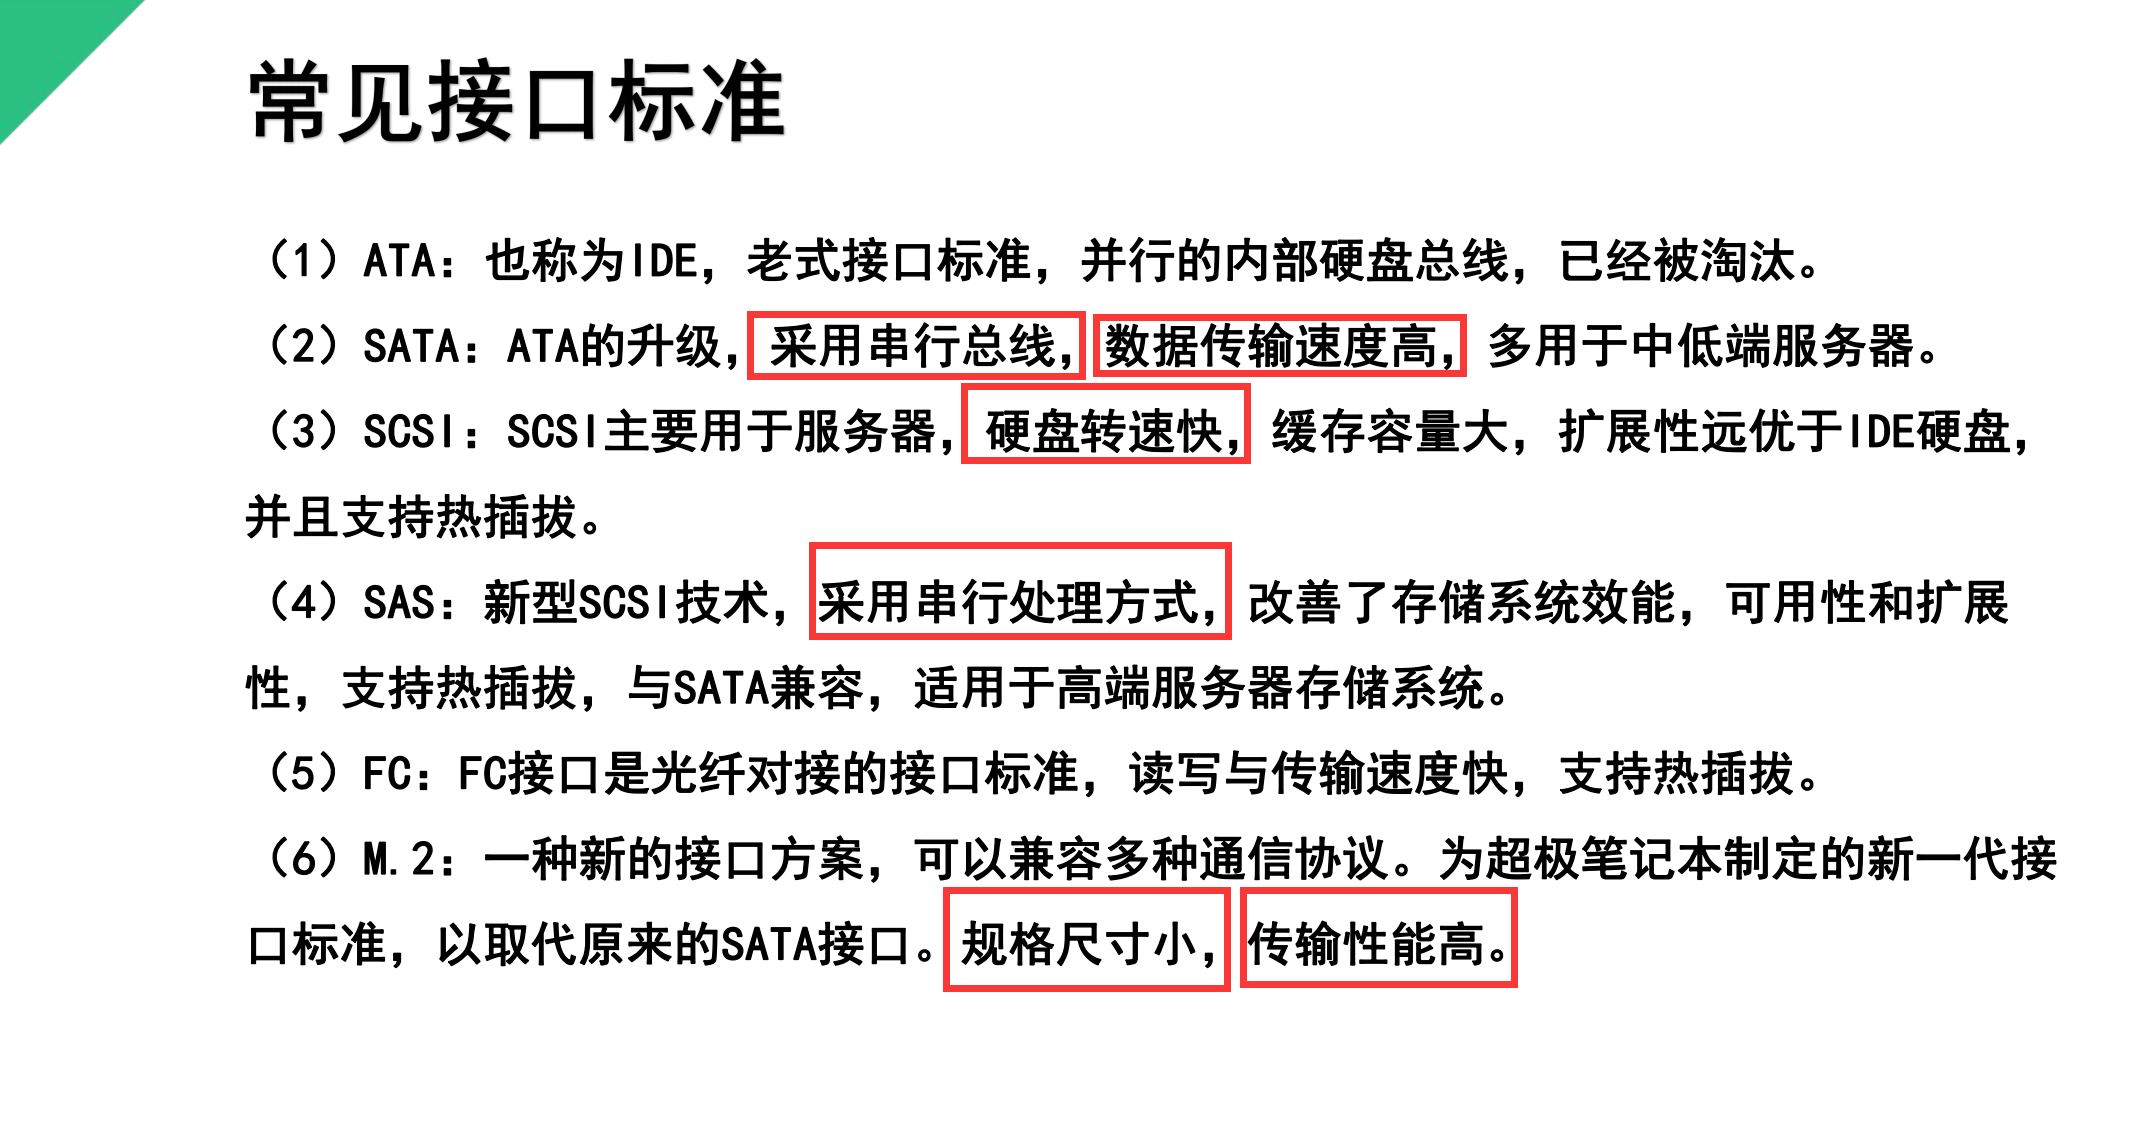 常见接口标准
（1）ATA：也称为IDE，老式接口标准，并行的内部硬盘总线，已经被淘汰。
（2）SATA：ATA的升级，采用串行总线，数据传输速度高，多用于中低端服务器。
（3）SCSI：SCSI主要用于服务器，硬盘转速快，缓存容量大，扩展性远优于IDE硬盘，
并且支持热插拔。
（4）SAS：新型SCSI技术，采用串行处理方式，改善了存储系统效能，可用性和扩展
性，支持热插拔，与SATA兼容，适用于高端服务器存储系统。
（5）FC：FC接口是光纤对接的接口标准，读写与传输速度快，支持热插拔。
（6）M.2：一种新的接口方案，可以兼容多种通信协议。为超极笔记本制定的新一代接
口标准，以取代原来的SATA接口。规格尺寸小，传输性能高。